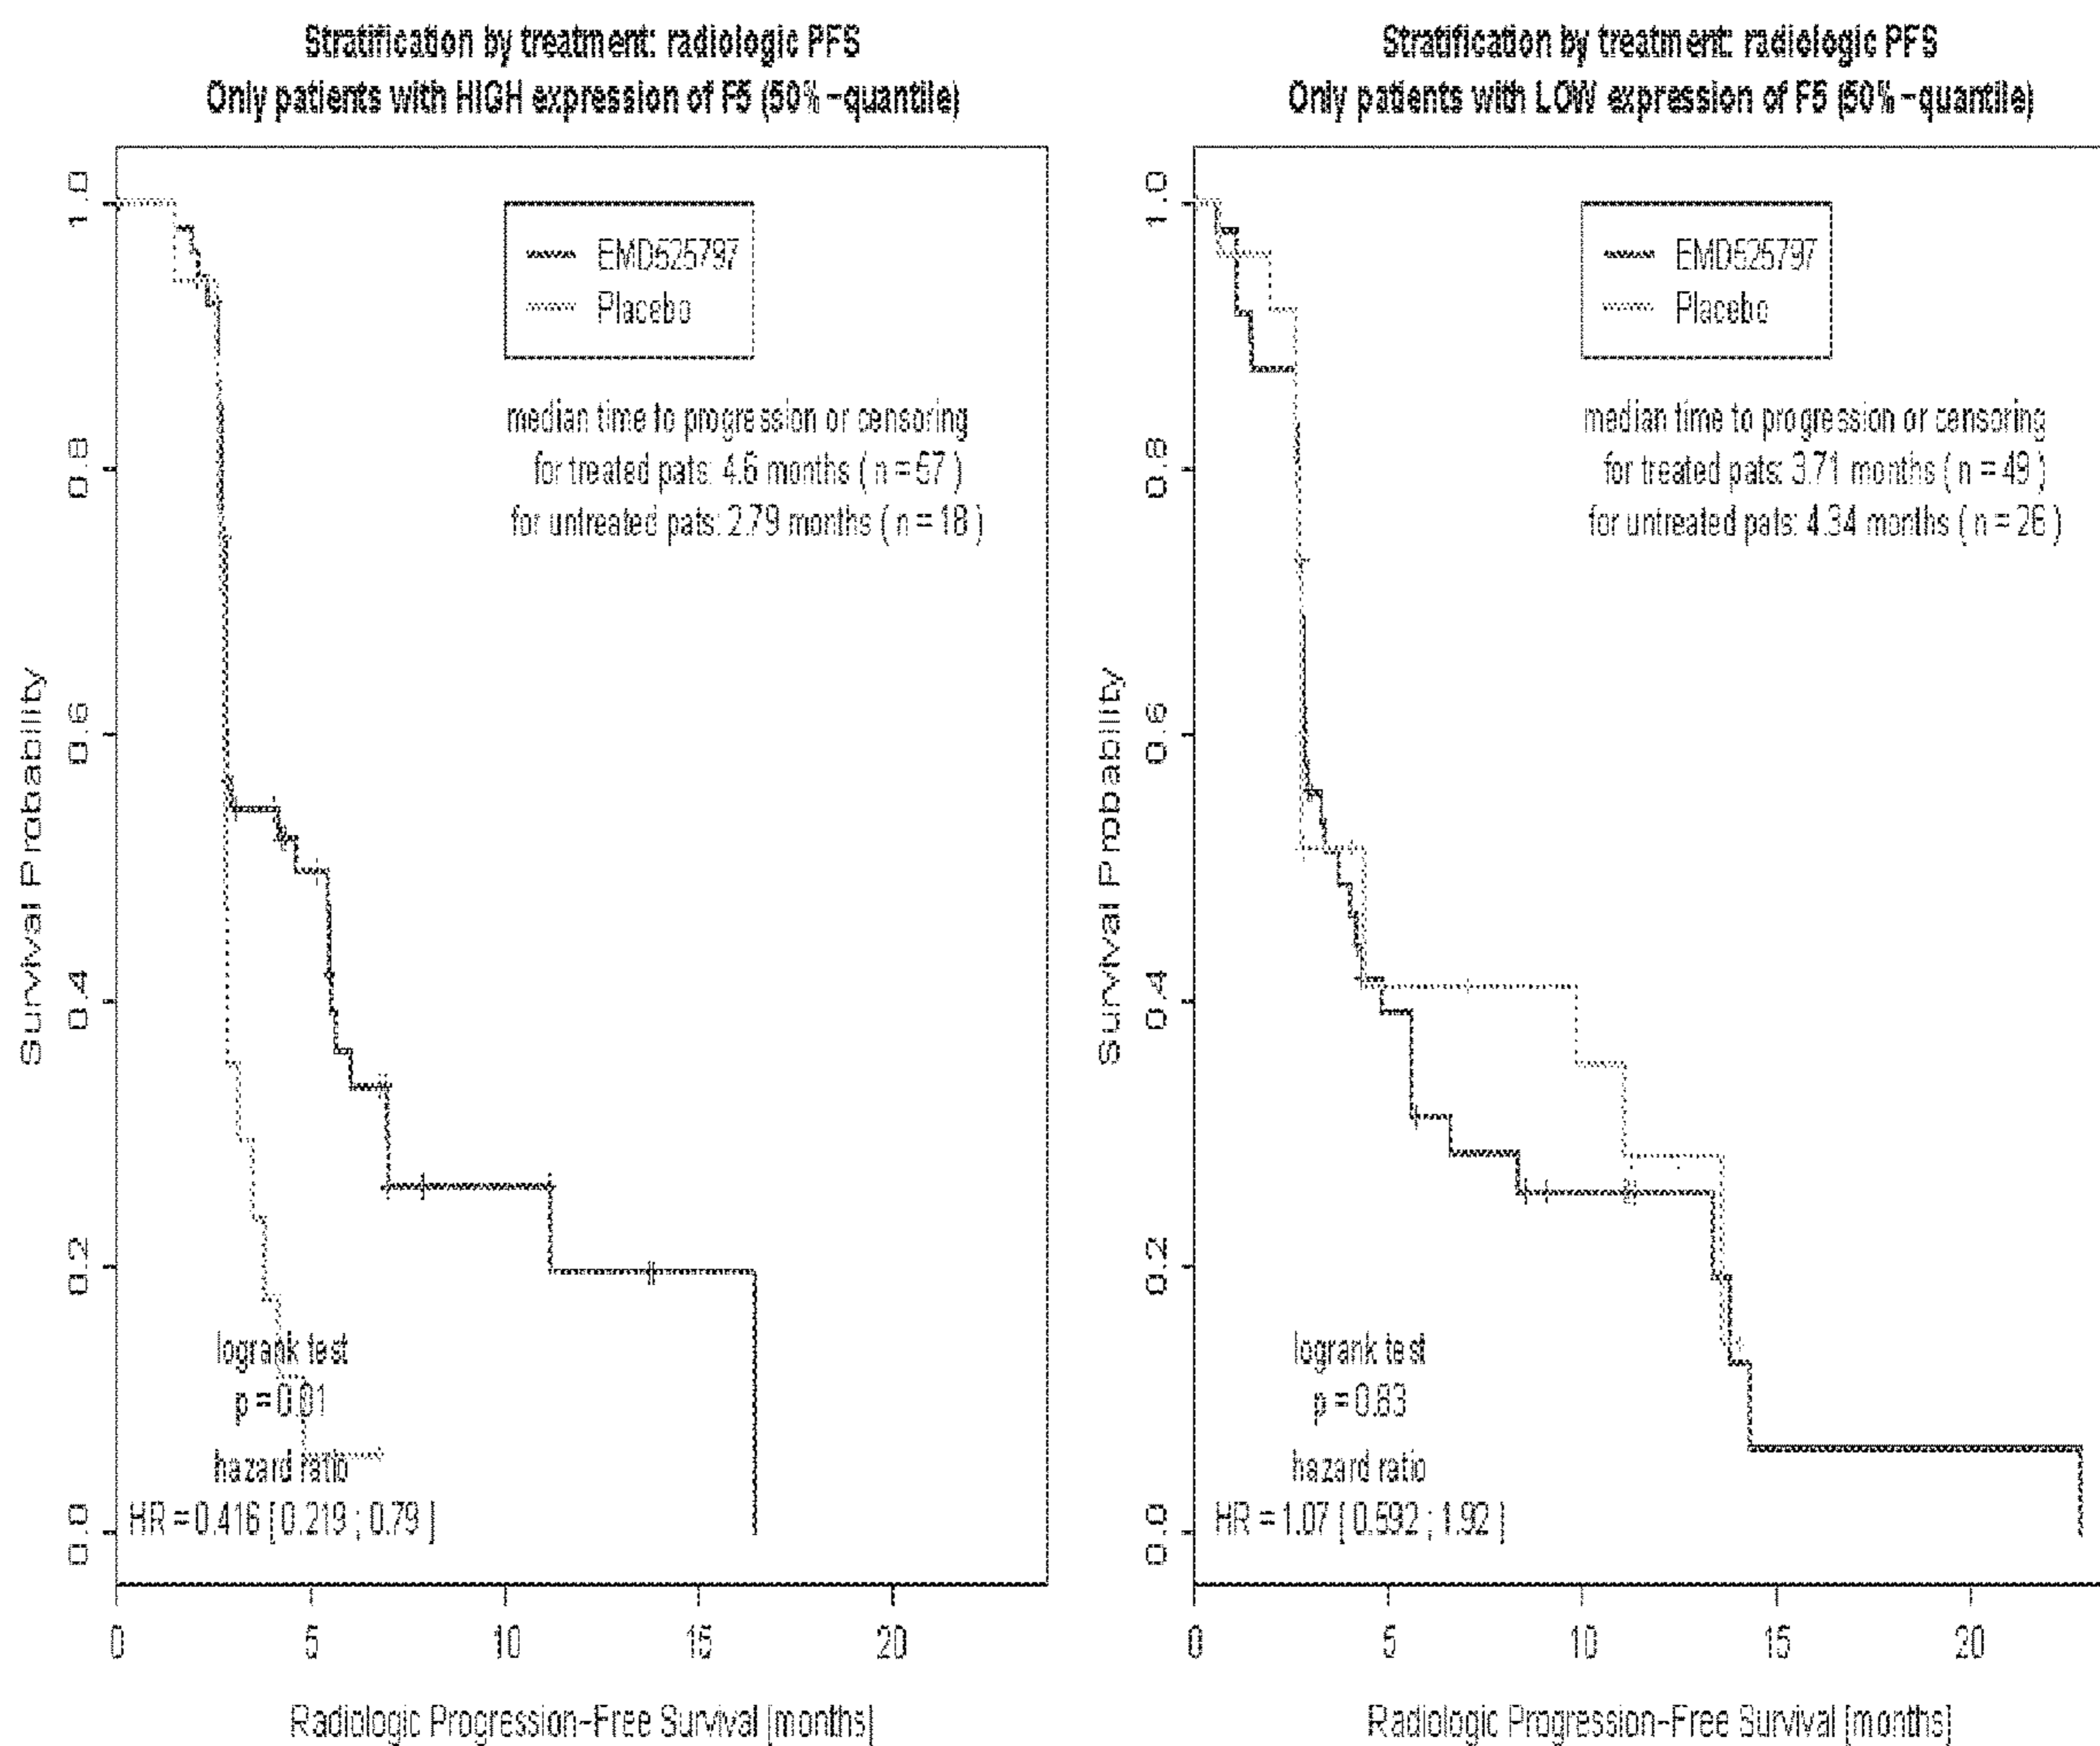 Stratification by treatment: radiologic PFS
Only patients with HIGH expression of F5 (50%-quantile)
1.0
0.8
0.6
0.4
0.2
0.0
Survival Probability
EMD525797
Placebo
median time to progression or censoring
for treated pats: 4.6 months ( n = 57 )
for untreated pats: 2.79 months ( n = 18 )
logrank test
p = 0.01
hazard ratio
HR = 0.416 [ 0.219 ; 0.79 ]
0 5 10 15 20
Radiologic Progression-Free Survival [months]
Stratification by treatment: radiologic PFS
Only patients with LOW expression of F5 (50%-quantile)
1.0
0.8
0.6
0.4
0.2
0.0
Survival Probability
EMD525797
Placebo
median time to progression or censoring
for treated pats: 3.71 months ( n = 49 )
for untreated pats: 4.34 months ( n = 26 )
logrank test
p = 0.83
hazard ratio
HR = 1.07 [ 0.592 ; 1.92 ]
0 5 10 15 20
Radiologic Progression-Free Survival [months]